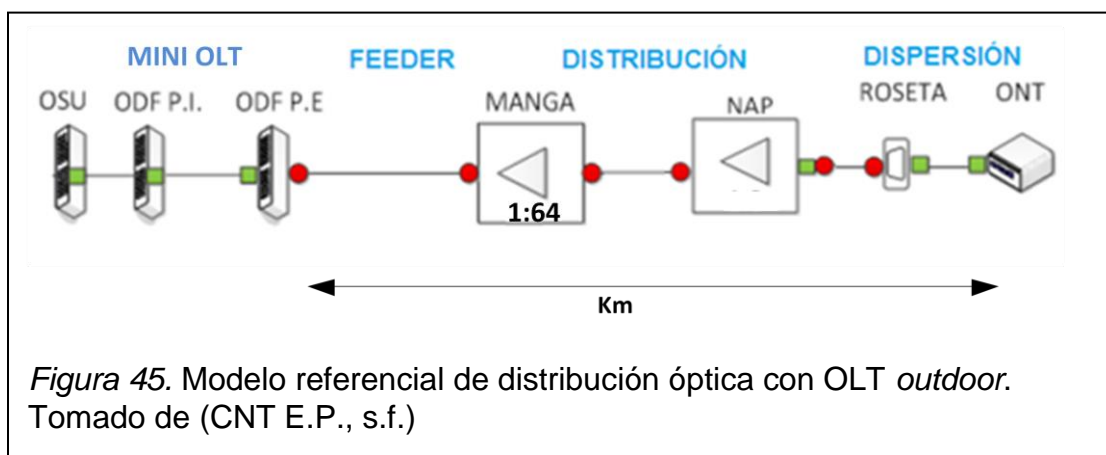 MINI OLT FEEDER DISTRIBUCIÓN DISPERSIÓN
OSU ODF P.I. ODF P.E MANGA NAP ROSETA ONT
1:64
Km
Figura 45. Modelo referencial de distribución óptica con OLT outdoor.
Tomado de (CNT E.P., s.f.)